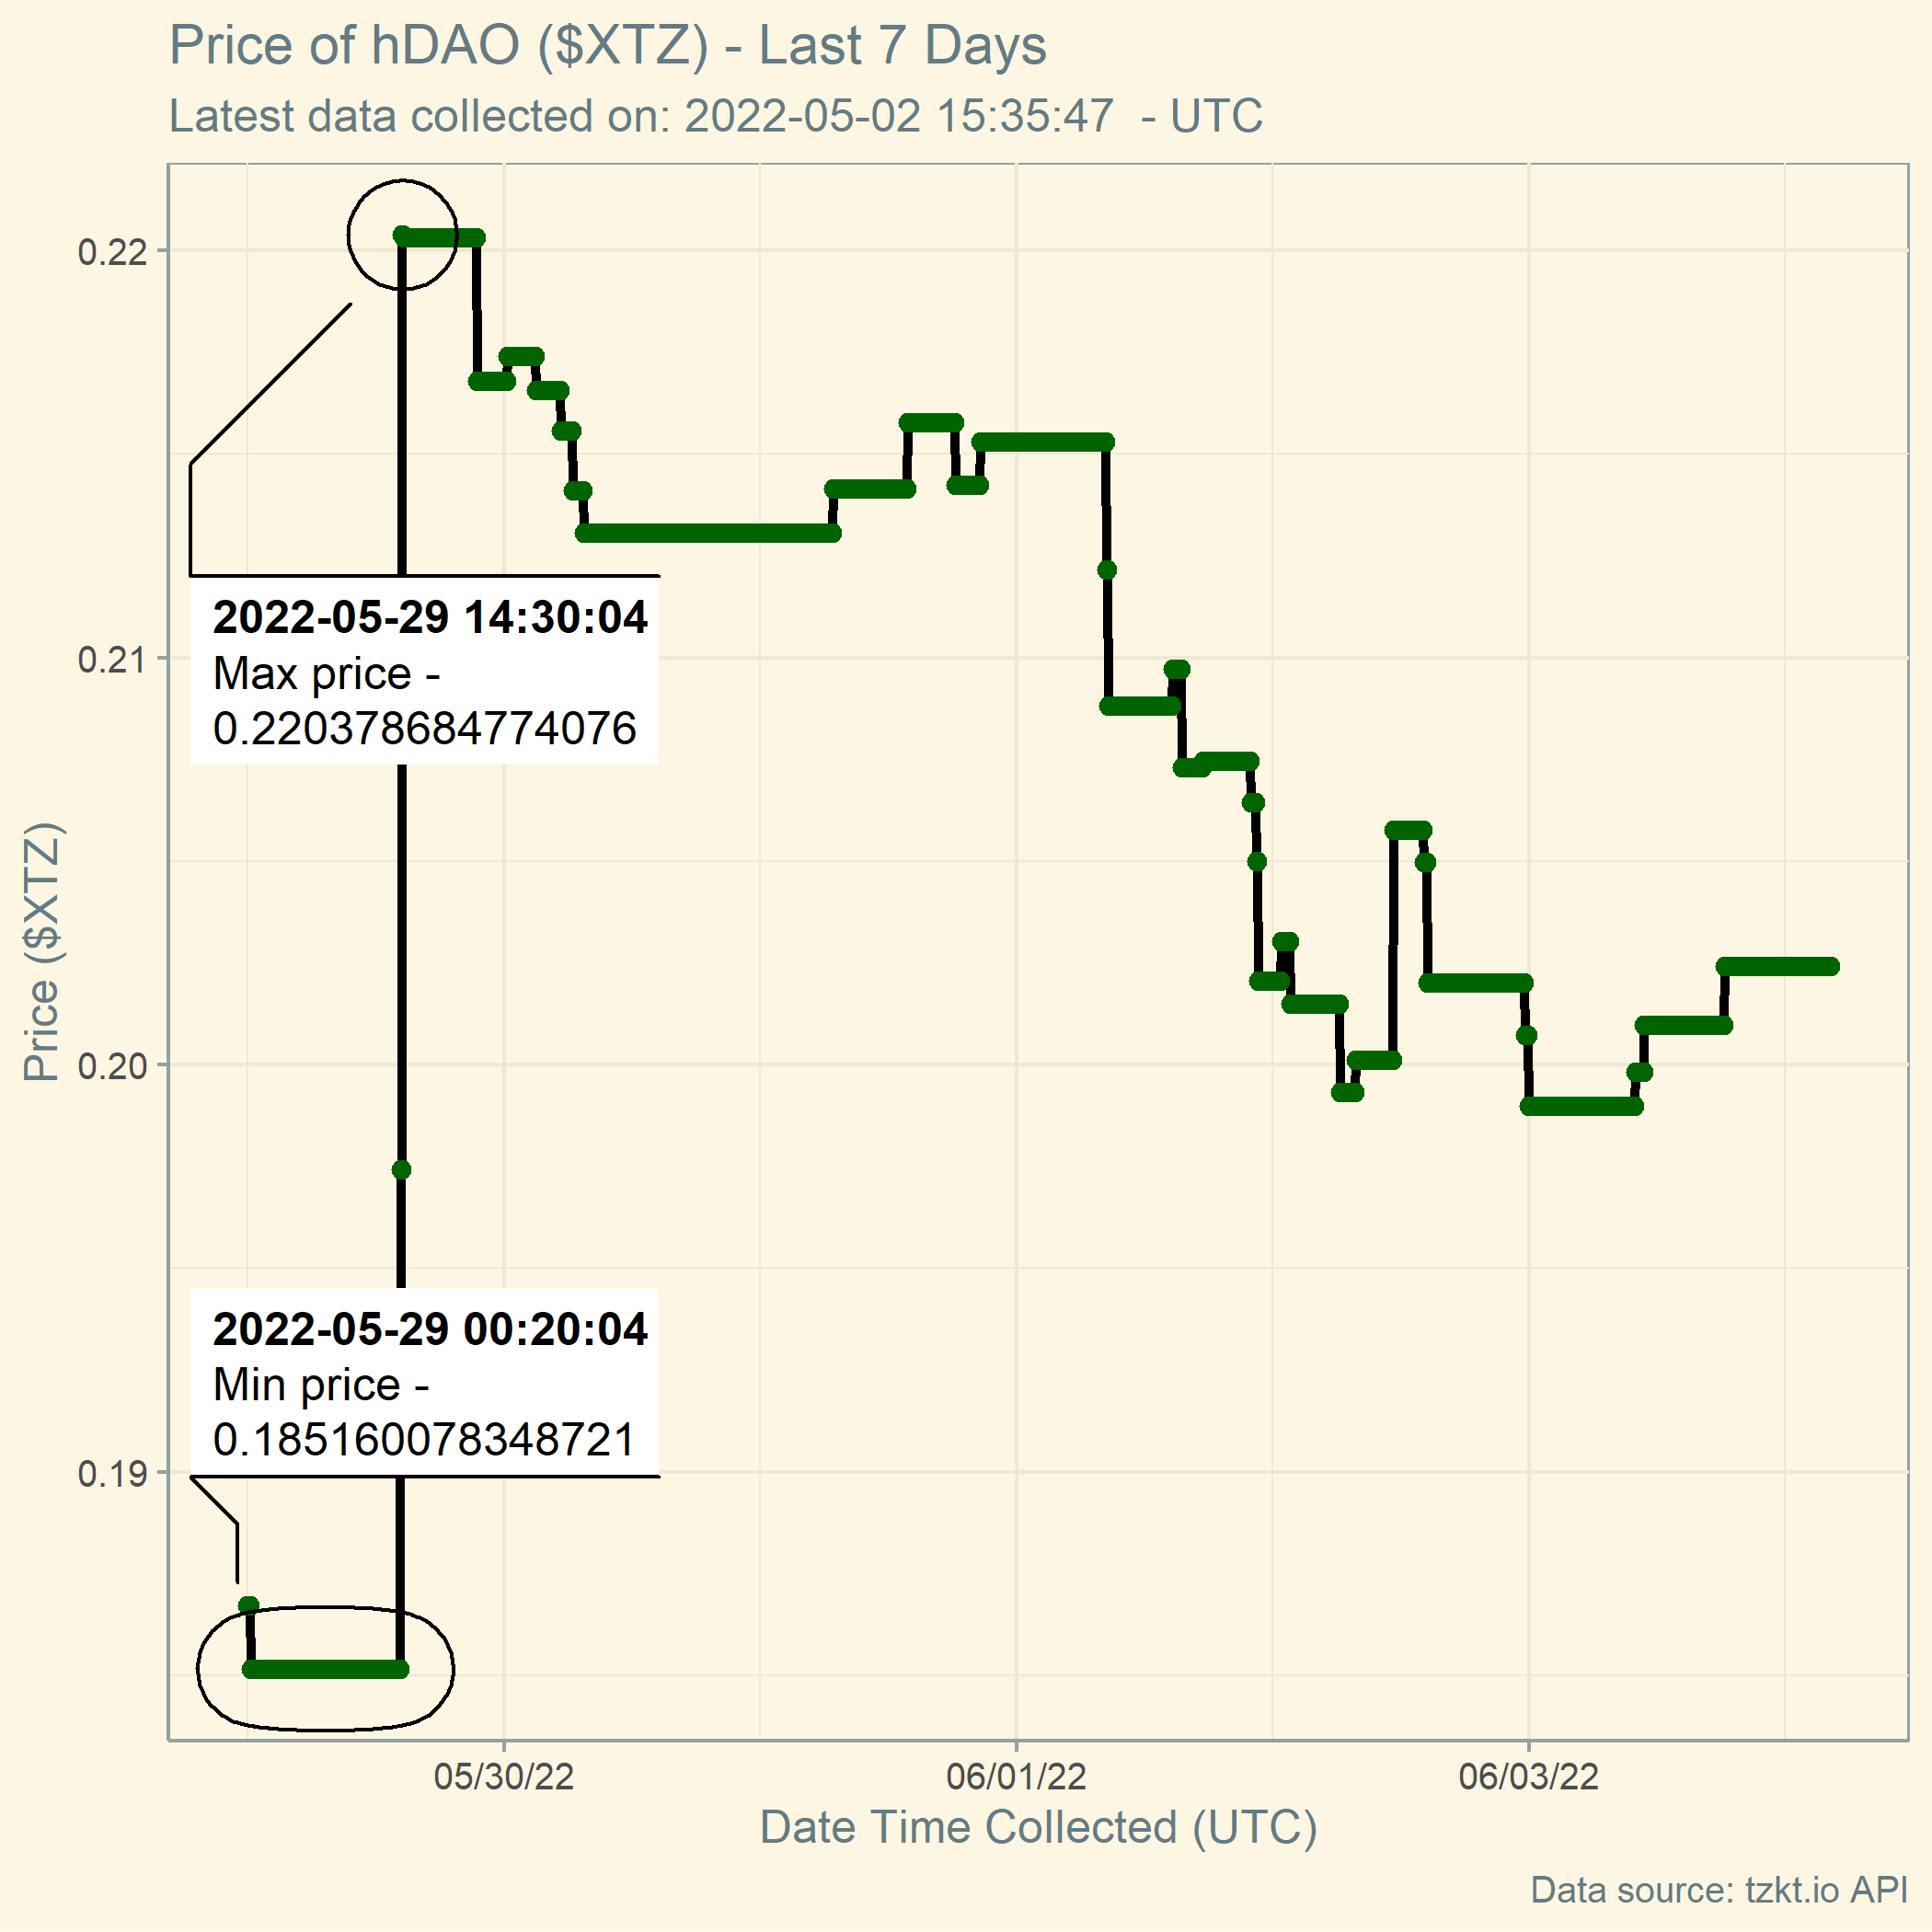 Price of hDAO ($XTZ) - Last 7 Days
Latest data collected on: 2022-05-02 15:35:47  - UTC
0.22
0.21
0.20
0.19
Price ($XTZ)
2022-05-29 14:30:04
Max price -
0.220378684774076
2022-05-29 00:20:04
Min price -
0.185160078348721
05/30/22
06/01/22
06/03/22
Date Time Collected (UTC)
Data source: tzkt.io API